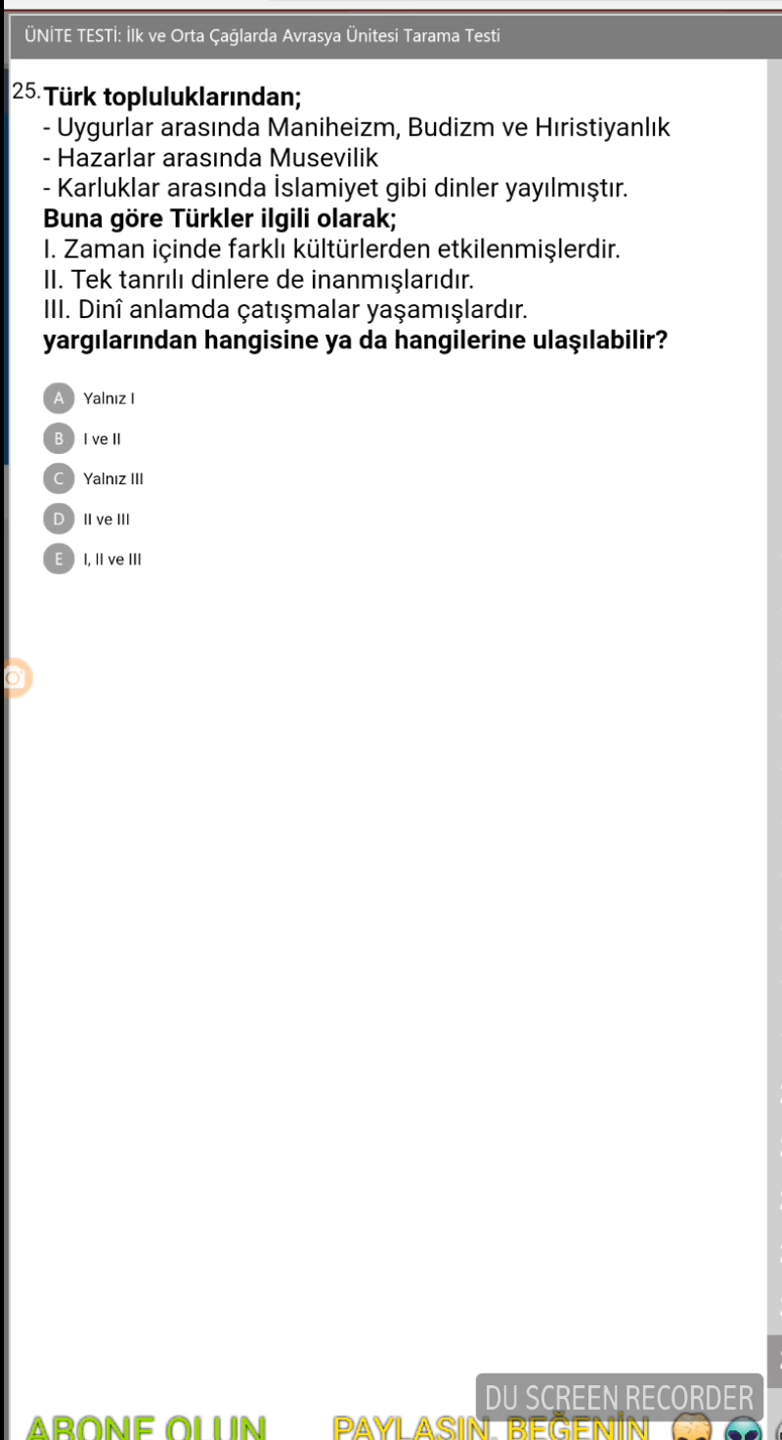 ÜNİTE TESTİ: İlk ve Orta Çağlarda Avrasya Ünitesi Tarama Testi
25. Türk topluluklarından;
- Uygurlar arasında Maniheizm, Budizm ve Hıristiyanlık
- Hazarlar arasında Musevilik
- Karluklar arasında İslamiyet gibi dinler yayılmıştır.
Buna göre Türkler ilgili olarak;
I. Zaman içinde farklı kültürlerden etkilenmişlerdir.
II. Tek tanrılı dinlere de inanmışlarıdır.
III. Dinî anlamda çatışmalar yaşamışlardır.
yargılarından hangisine ya da hangilerine ulaşılabilir?
A Yalnız I
B I ve II
C Yalnız III
D II ve III
E I, II ve III
DU SCREEN RECORDER
ABONE OLUN PAYLAŞIN, BEĞENİN